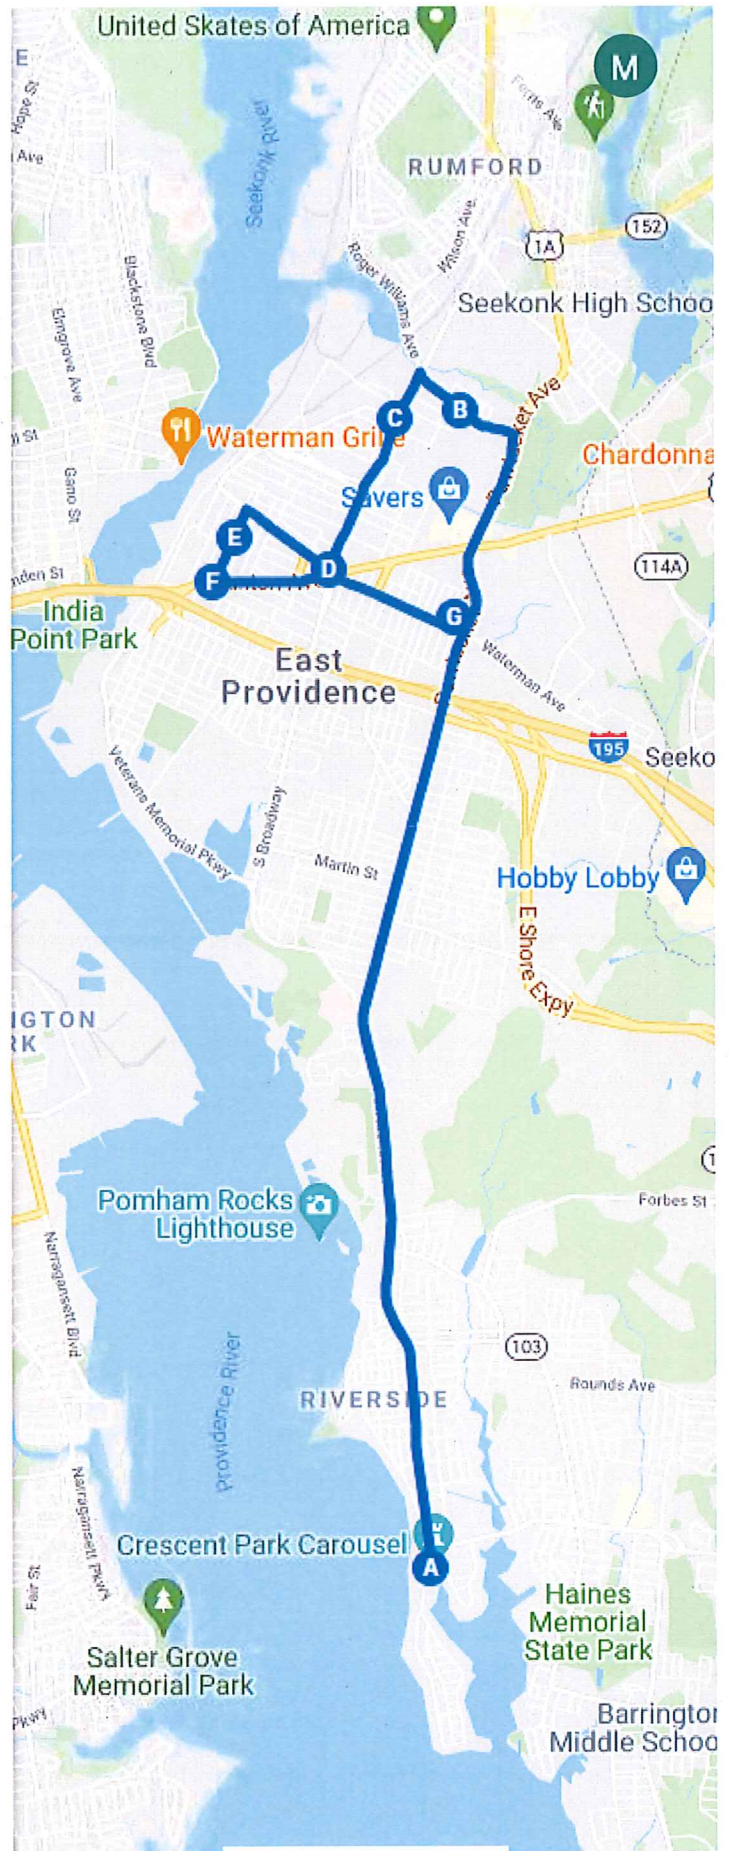 United Skates of America
M
E
Hope St
Ferris Ave
Ave
Seekonk River
RUMFORD
Wilson Ave
152
1A
Roger Williams Ave
Blackstone Blvd
Seekonk High Schoo
Elmgrove Ave
C
B
Waterman Grille
Chardonna
Gano St
Savers
E
D
F
114A
India
Point Park
G
East
Providence
Waterman Ave
195
Seeko
Veterans Memorial Pkwy
S Broadway
Martin St
Hobby Lobby
E Shore Expy
IGTON
RK
Pomham Rocks
Lighthouse
Forbes St
Narragansett Blvd
103
Rounds Ave
Providence River
RIVERSIDE
Narragansett Pkwy
Crescent Park Carousel
A
Fair St
Haines
Memorial
State Park
Salter Grove
Memorial Park
Pkwy
Barrington
Middle Schoo